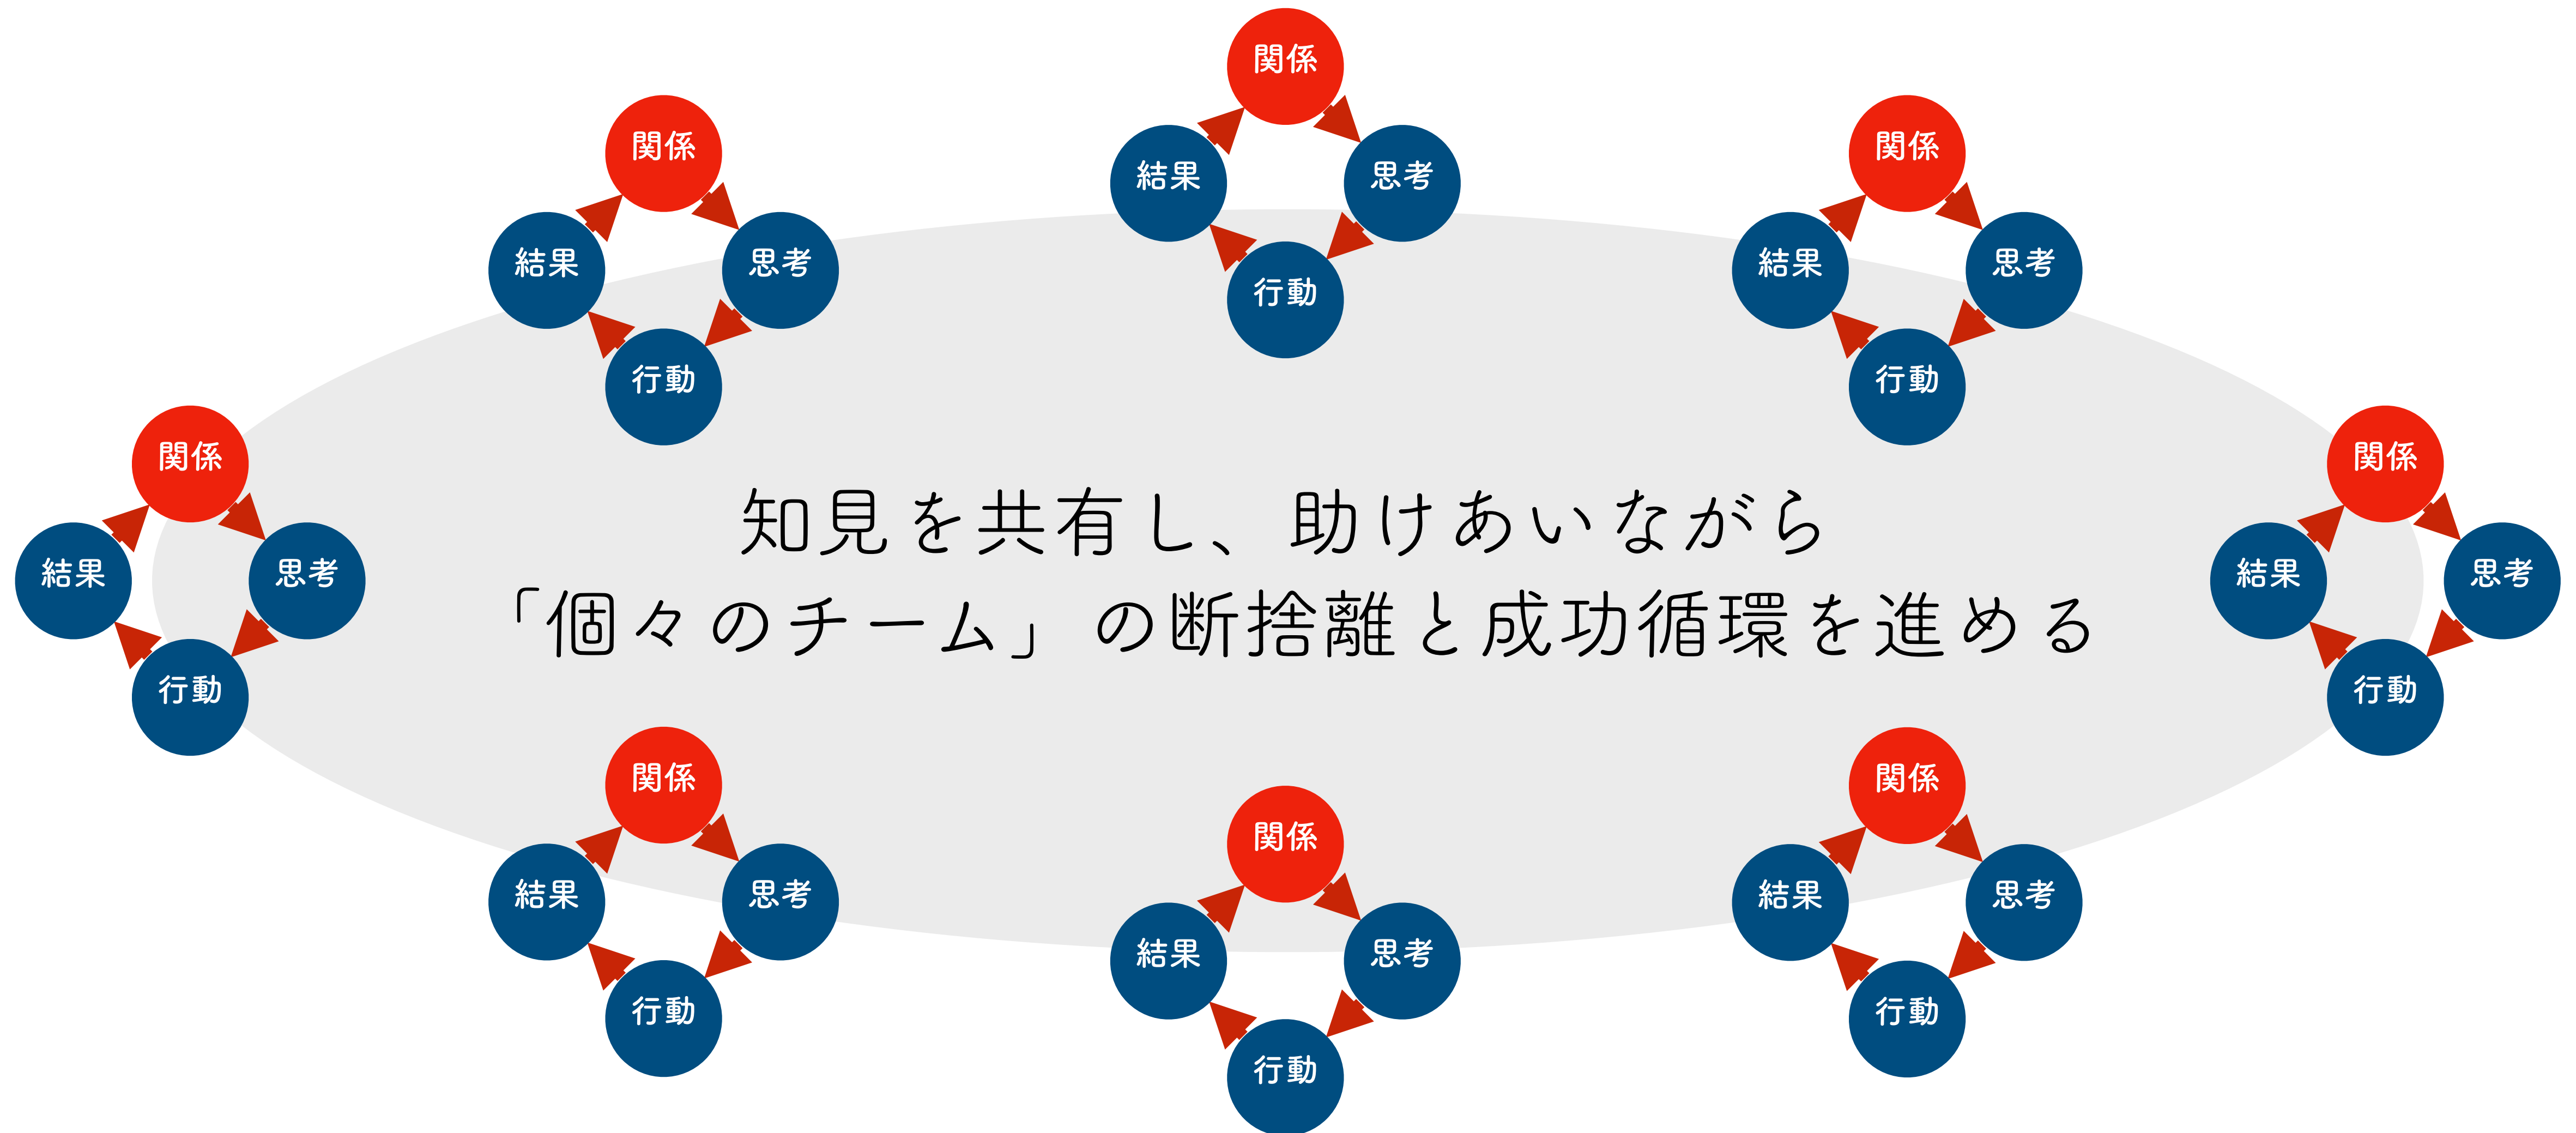 関係
結果
思考
行動
関係
結果
思考
行動
関係
結果
思考
行動
関係
結果
思考
行動
関係
結果
思考
行動
知見を共有し、助けあいながら
「個々のチーム」の断捨離と成功循環を進める
関係
結果
思考
行動
関係
結果
思考
行動
関係
結果
思考
行動